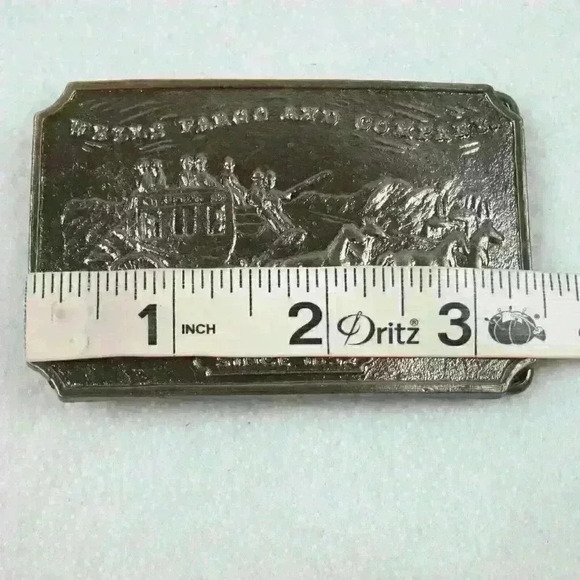 WELLS FARGO AND COMPANY
1 INCH 2 Dritz® 3